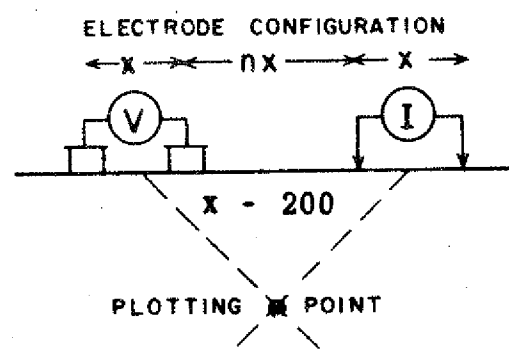 ELECTRODE CONFIGURATION
x nx x
V I
x - 200
PLOTTING POINT